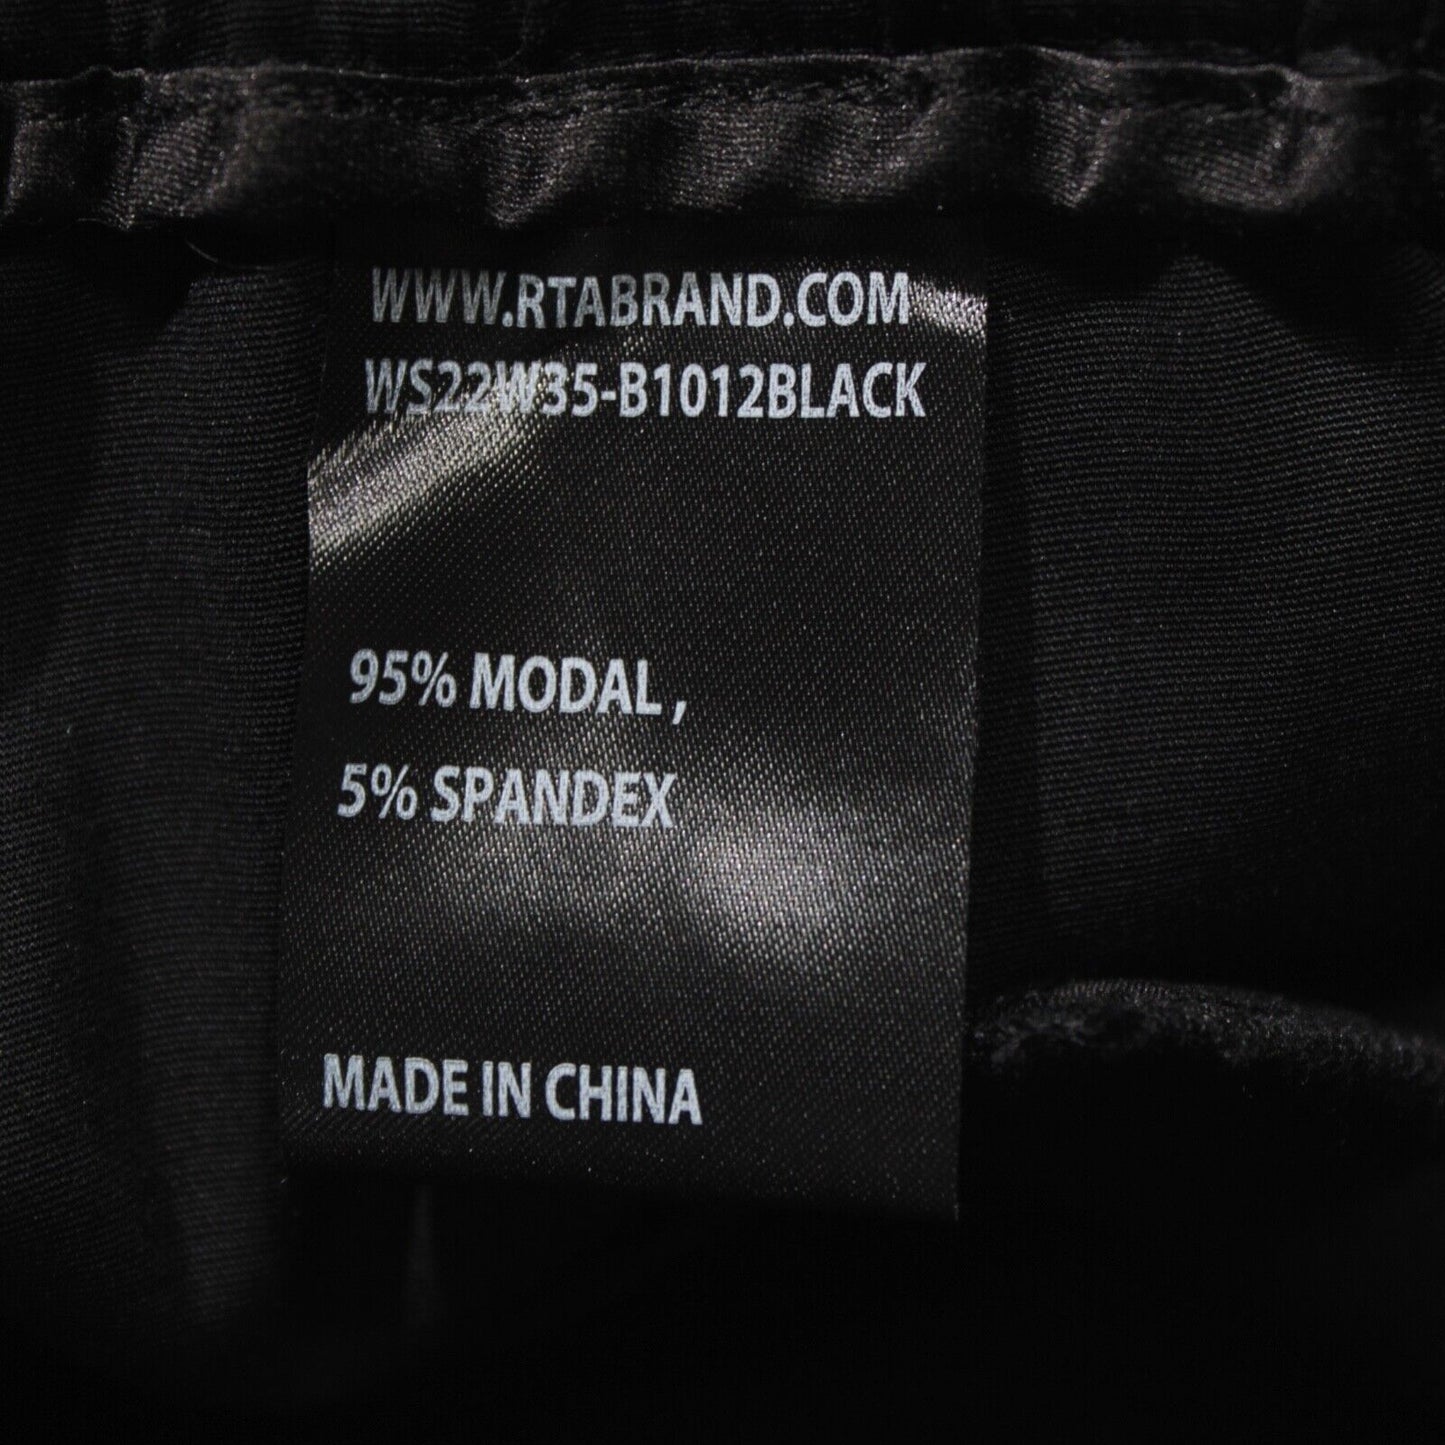 WWW.RTABRAND.COM
WS22W35-B1012BLACK
95% MODAL,
5% SPANDEX
MADE IN CHINA